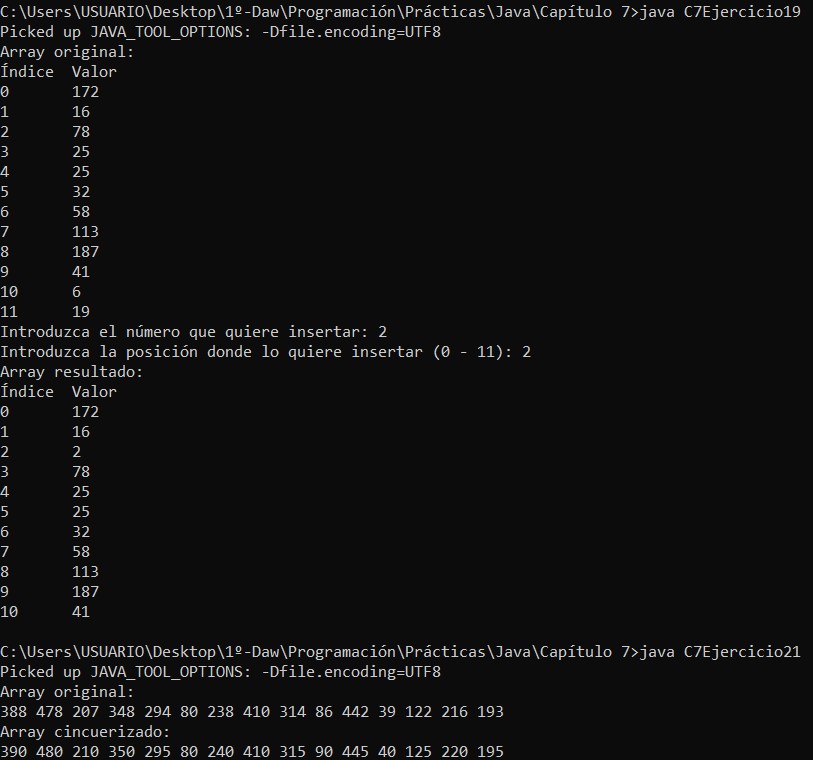 C:\Users\USUARIO\Desktop\1º-Daw\Programación\Prácticas\Java\Capítulo 7>java C7Ejercicio19
Picked up JAVA_TOOL_OPTIONS: -Dfile.encoding=UTF8
Array original:
Índice  Valor
0       172
1       16
2       78
3       25
4       25
5       32
6       58
7       113
8       187
9       41
10      6
11      19
Introduzca el número que quiere insertar: 2
Introduzca la posición donde lo quiere insertar (0 - 11): 2
Array resultado:
Índice  Valor
0       172
1       16
2       2
3       78
4       25
5       25
6       32
7       58
8       113
9       187
10      41
C:\Users\USUARIO\Desktop\1º-Daw\Programación\Prácticas\Java\Capítulo 7>java C7Ejercicio21
Picked up JAVA_TOOL_OPTIONS: -Dfile.encoding=UTF8
Array original:
388 478 207 348 294 80 238 410 314 86 442 39 122 216 193
Array cincuerizado:
390 480 210 350 295 80 240 410 315 90 445 40 125 220 195